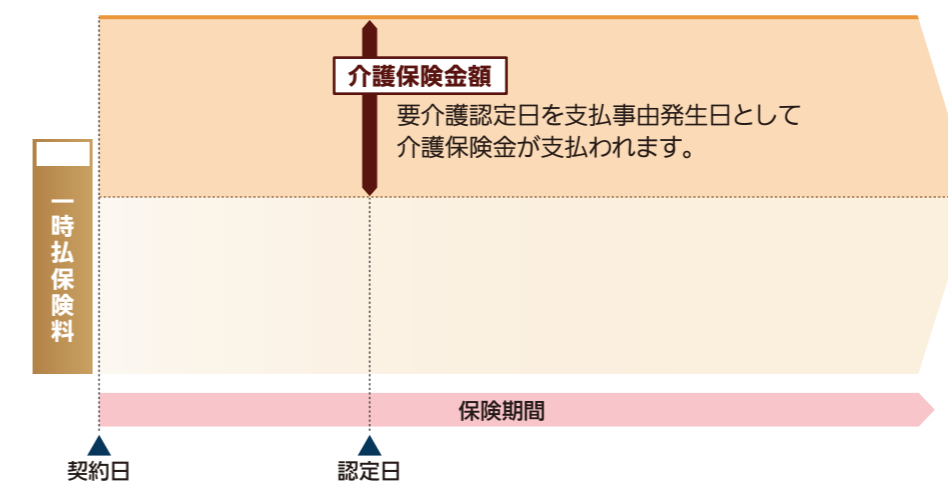 介護保険金額
要介護認定日を支払事由発生日として
介護保険金が支払われます。
一時払保険料
保険期間
契約日
認定日